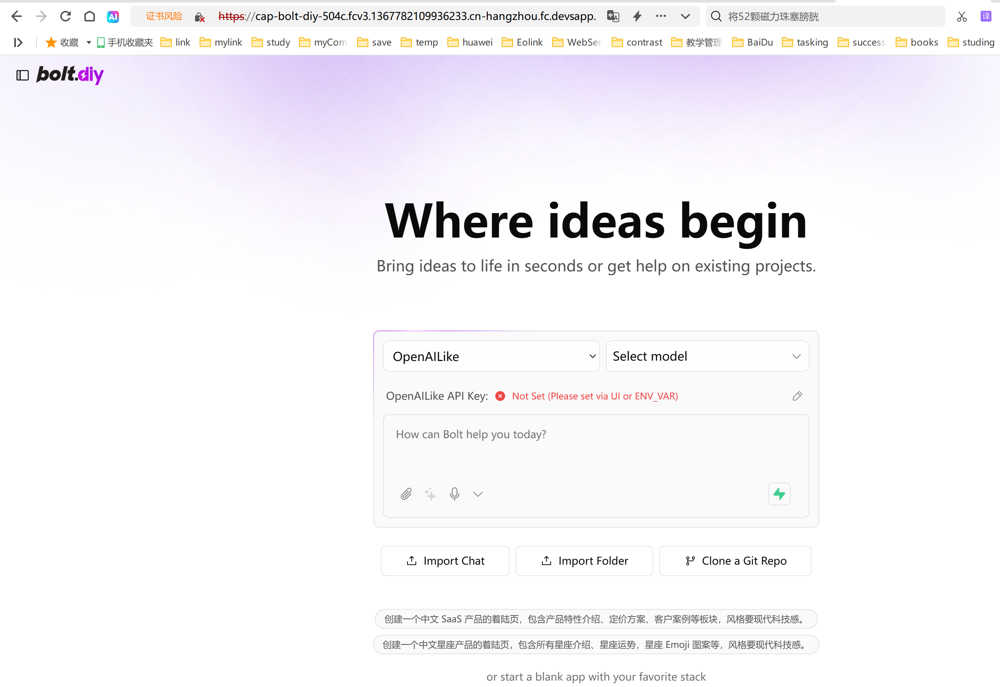 AI 证书风险 https://cap-bolt-diy-504c.fcv3.1367782109936233.cn-hangzhou.fc.devsapp. 将52颗磁力珠塞膀胱 译
收藏 手机收藏夹 link mylink study myCom save temp huawei Eolink WebSer contrast 教学管理 BaiDu tasking success books studing
bolt.diy
Where ideas begin
Bring ideas to life in seconds or get help on existing projects.
OpenAILike Select model
OpenAILike API Key: Not Set (Please set via UI or ENV_VAR)
How can Bolt help you today?
Import Chat Import Folder Clone a Git Repo
创建一个中文 SaaS 产品的着陆页，包含产品特性介绍、定价方案、客户案例等板块，风格要现代科技感。
创建一个中文星座产品的着陆页，包含所有星座介绍、星座运势，星座 Emoji 图案等，风格要现代科技感。
or start a blank app with your favorite stack